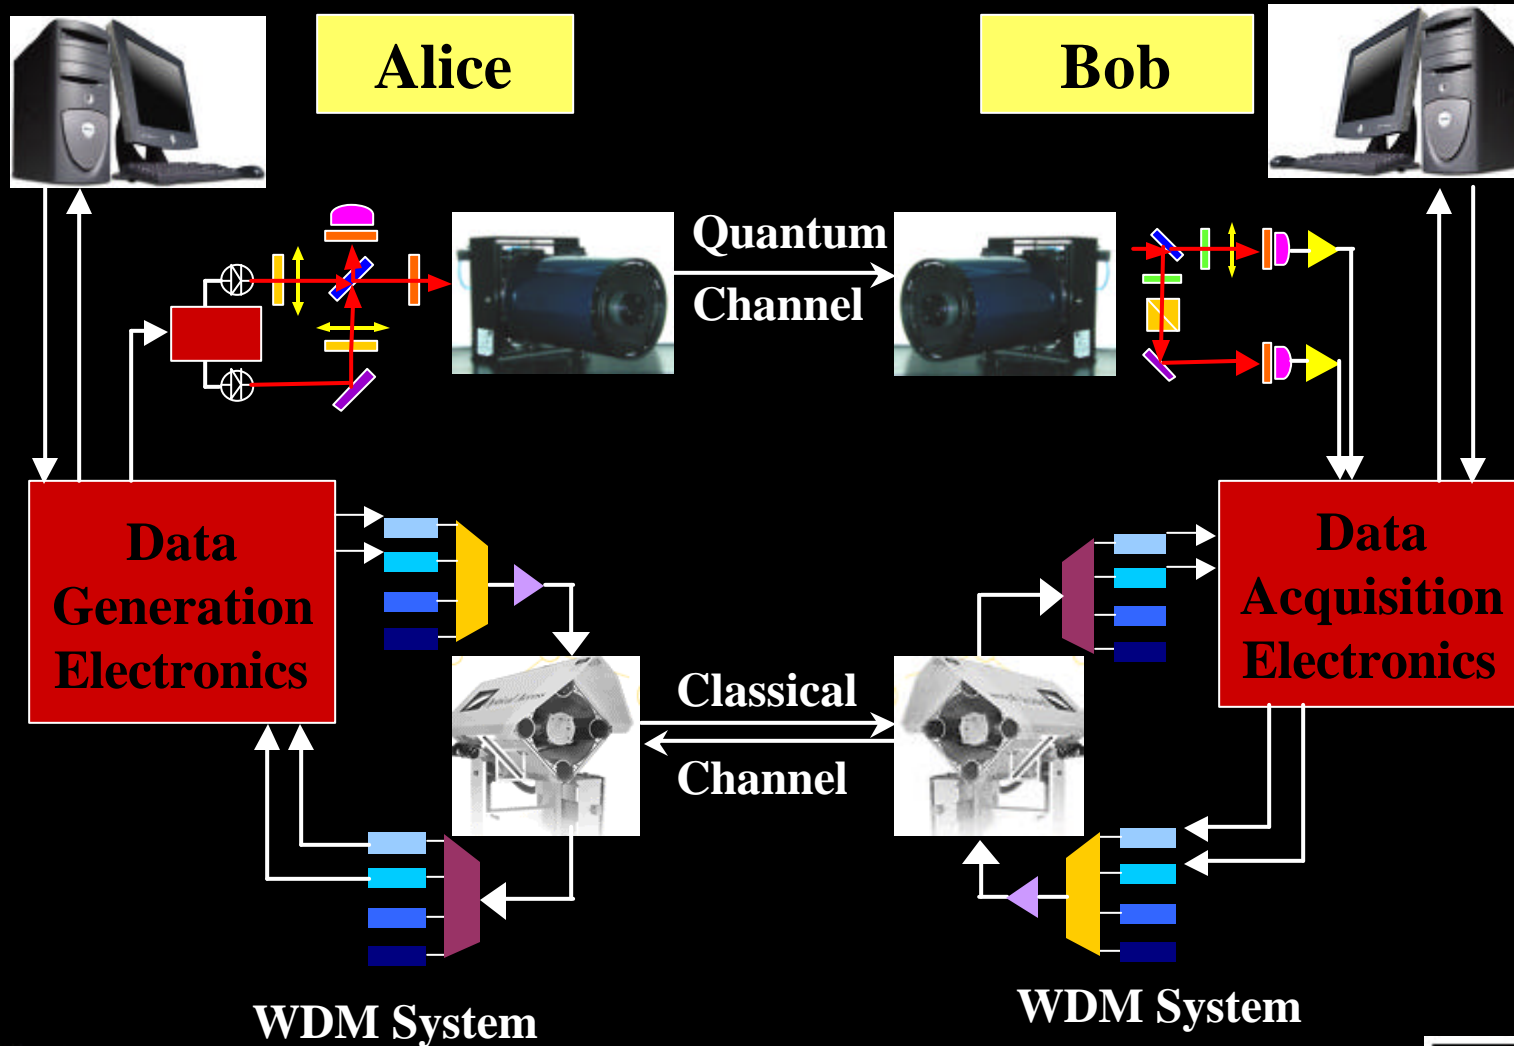 Alice
Bob
Quantum
Channel
Data
Generation
Electronics
Data
Acquisition
Electronics
Classical
Channel
WDM System
WDM System